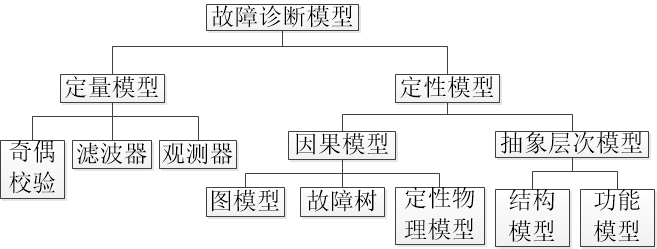 故障诊断模型
定量模型
定性模型
奇偶
校验
滤波器
观测器
因果模型
抽象层次模型
图模型
故障树
定性物
理模型
结构
模型
功能
模型